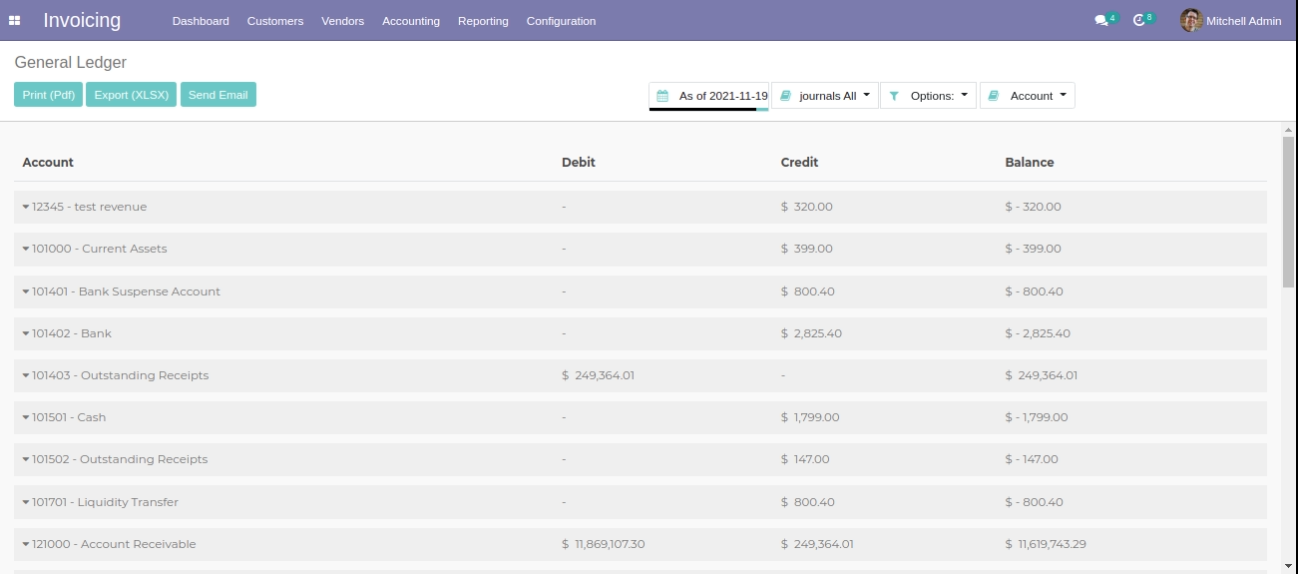 Invoicing Dashboard Customers Vendors Accounting Reporting Configuration 4 8 Mitchell Admin
General Ledger
Print (Pdf) Export (XLSX) Send Email As of 2021-11-19 journals All Options: Account
Account Debit Credit Balance
12345 - test revenue - $ 320.00 $ - 320.00
101000 - Current Assets - $ 399.00 $ - 399.00
101401 - Bank Suspense Account - $ 800.40 $ - 800.40
101402 - Bank - $ 2,825.40 $ - 2,825.40
101403 - Outstanding Receipts $ 249,364.01 - $ 249,364.01
101501 - Cash - $ 1,799.00 $ - 1,799.00
101502 - Outstanding Receipts - $ 147.00 $ - 147.00
101701 - Liquidity Transfer - $ 800.40 $ - 800.40
121000 - Account Receivable $ 11,869,107.30 $ 249,364.01 $ 11,619,743.29